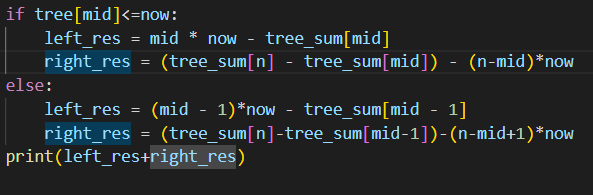 if tree[mid]<=now:
    left_res = mid * now - tree_sum[mid]
    right_res = (tree_sum[n] - tree_sum[mid]) - (n-mid)*now
else:
    left_res = (mid - 1)*now - tree_sum[mid - 1]
    right_res = (tree_sum[n]-tree_sum[mid-1])-(n-mid+1)*now
print(left_res+right_res)